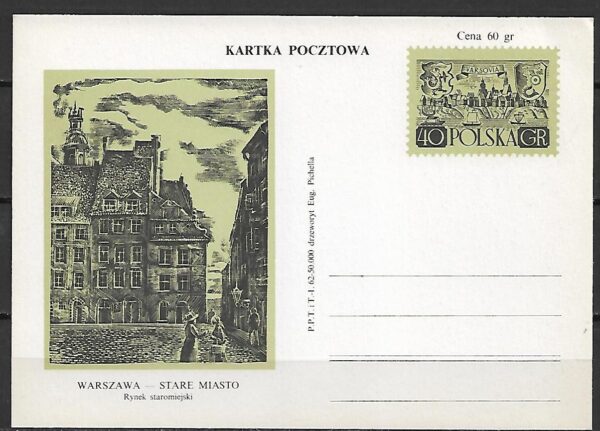 Cena 60 gr
KARTKA POCZTOWA
VARSOVIA
40 POLSKA GR
P.P.T. i T.-I. 62-50.000 drzeworyt Eug. Pichella
WARSZAWA — STARE MIASTO
Rynek staromiejski